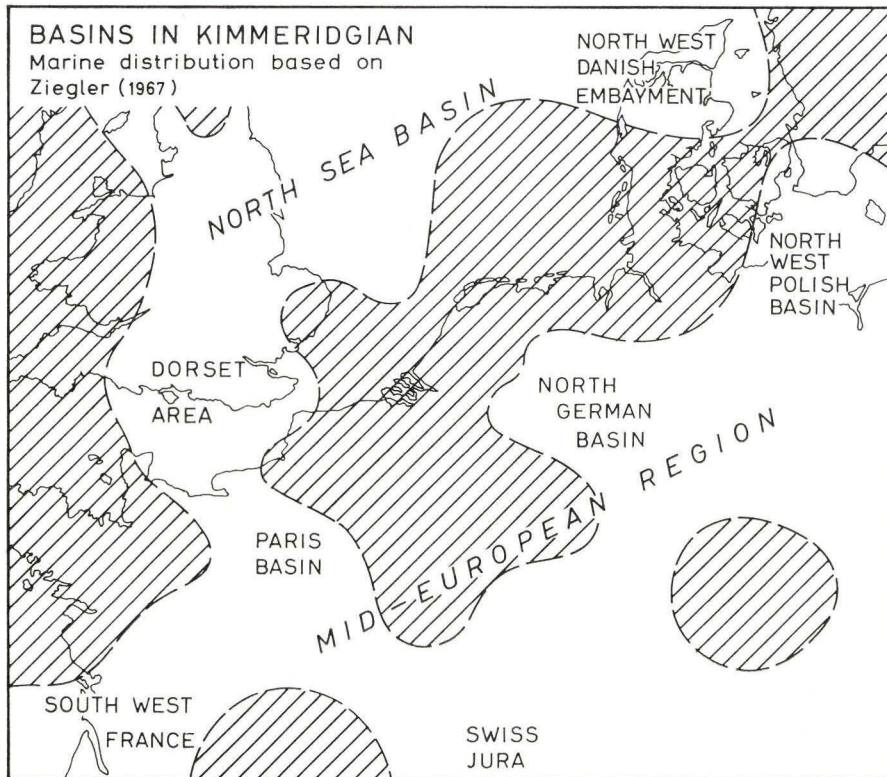 BASINS IN KIMMERIDGIAN
Marine distribution based on
Ziegler (1967)
NORTH WEST
DANISH
EMBAYMENT
NORTH SEA BASIN
NORTH
WEST
POLISH
BASIN
DORSET
AREA
NORTH
GERMAN
BASIN
MID-EUROPEAN REGION
PARIS
BASIN
SOUTH WEST
FRANCE
SWISS
JURA